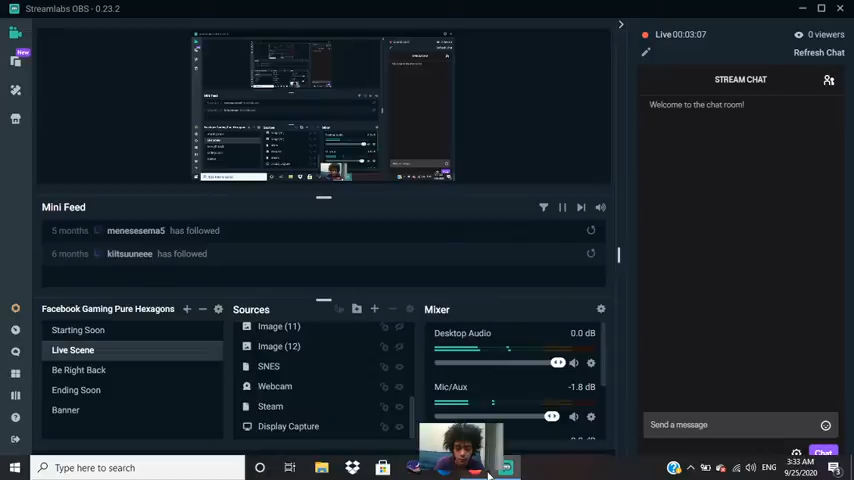 Streamlabs OBS - 0.23.2
New
Live 00:03:07
0 viewers
Refresh Chat
STREAM CHAT
Welcome to the chat room!
Mini Feed
5 months menesesema5 has followed
6 months kiitsuuneee has followed
Facebook Gaming Pure Hexagons
Starting Soon
Live Scene
Be Right Back
Ending Soon
Banner
Sources
Image (11)
Image (12)
SNES
Webcam
Steam
Display Capture
Mixer
Desktop Audio 0.0 dB
Mic/Aux -1.8 dB
Send a message
Chat
Type here to search
ENG
3:33 AM
9/25/2020
3